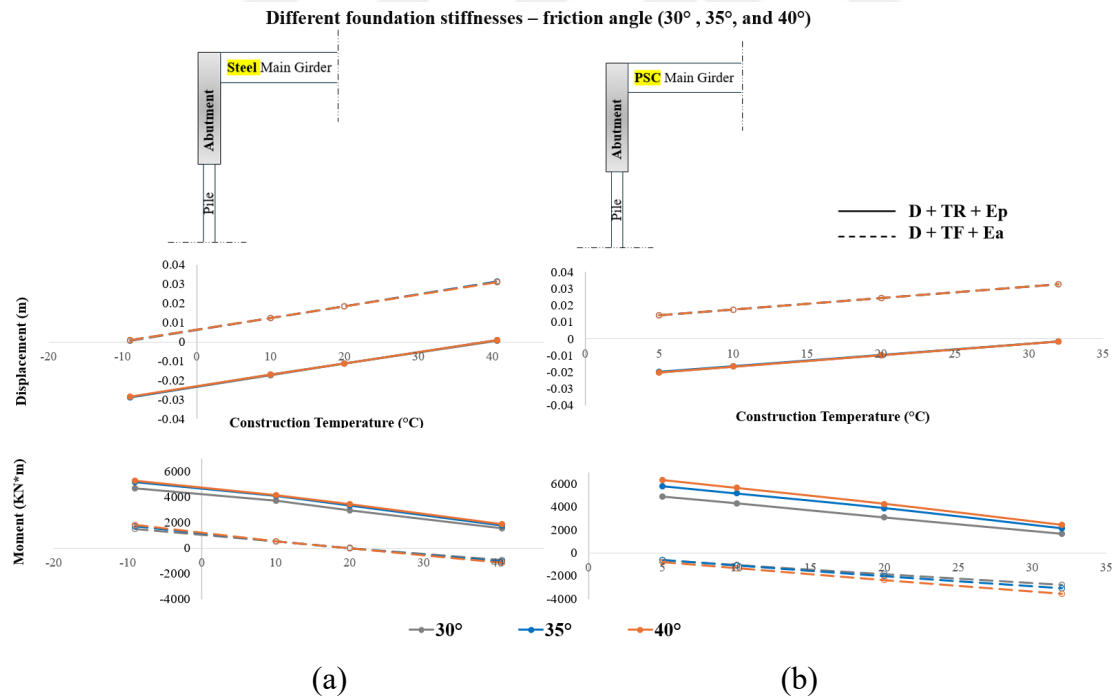 Different foundation stiffnesses – friction angle (30° , 35°, and 40°)
Steel Main Girder
Abutment
Pile
PSC Main Girder
Abutment
Pile
D + TR + Ep
D + TF + Ea
Displacement (m)
0.04
0.03
0.02
0.01
0
-0.01
-0.02
-0.03
-0.04
-20 -10 0 10 20 30 40
Construction Temperature (°C)
0.04
0.03
0.02
0.01
0
-0.01
-0.02
-0.03
-0.04
0 5 10 15 20 25 30 35
Construction Temperature (°C)
Moment (KN*m)
6000
4000
2000
0
-2000
-4000
-20 -10 0 10 20 30 40
6000
4000
2000
0
-2000
-4000
0 5 10 15 20 25 30 35
30° 35° 40°
(a) (b)